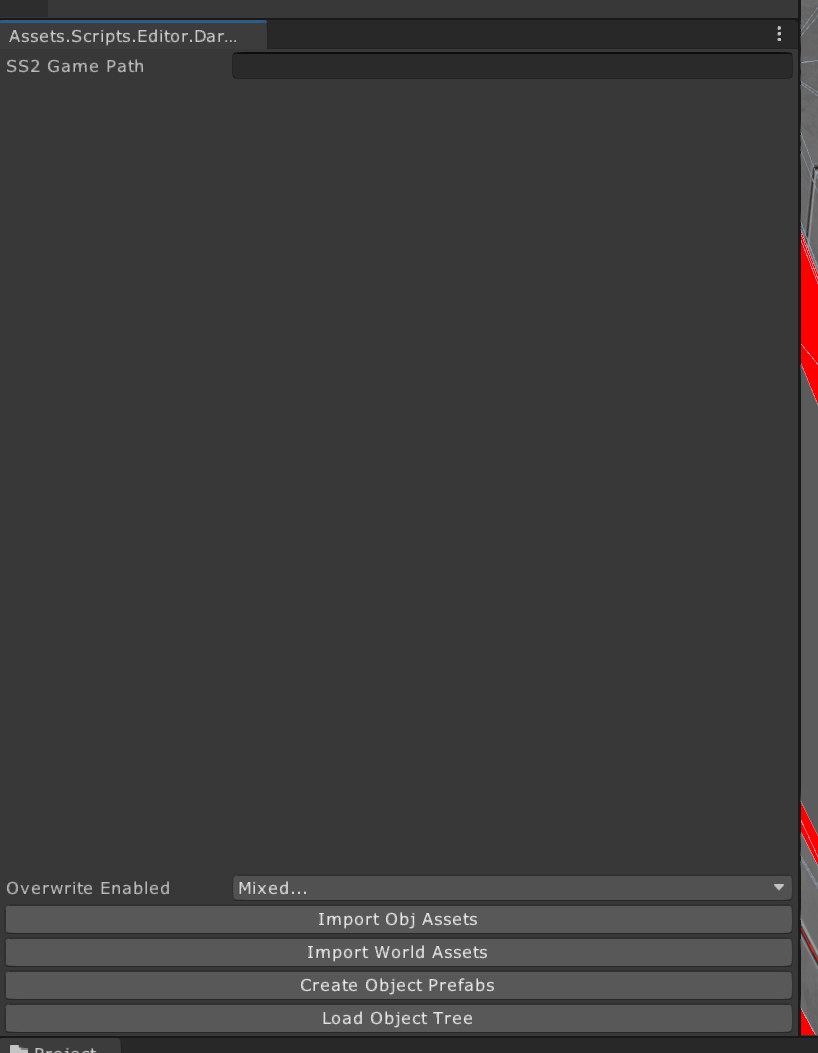 Assets.Scripts.Editor.Dar...
SS2 Game Path
Overwrite Enabled Mixed...
Import Obj Assets
Import World Assets
Create Object Prefabs
Load Object Tree
Project